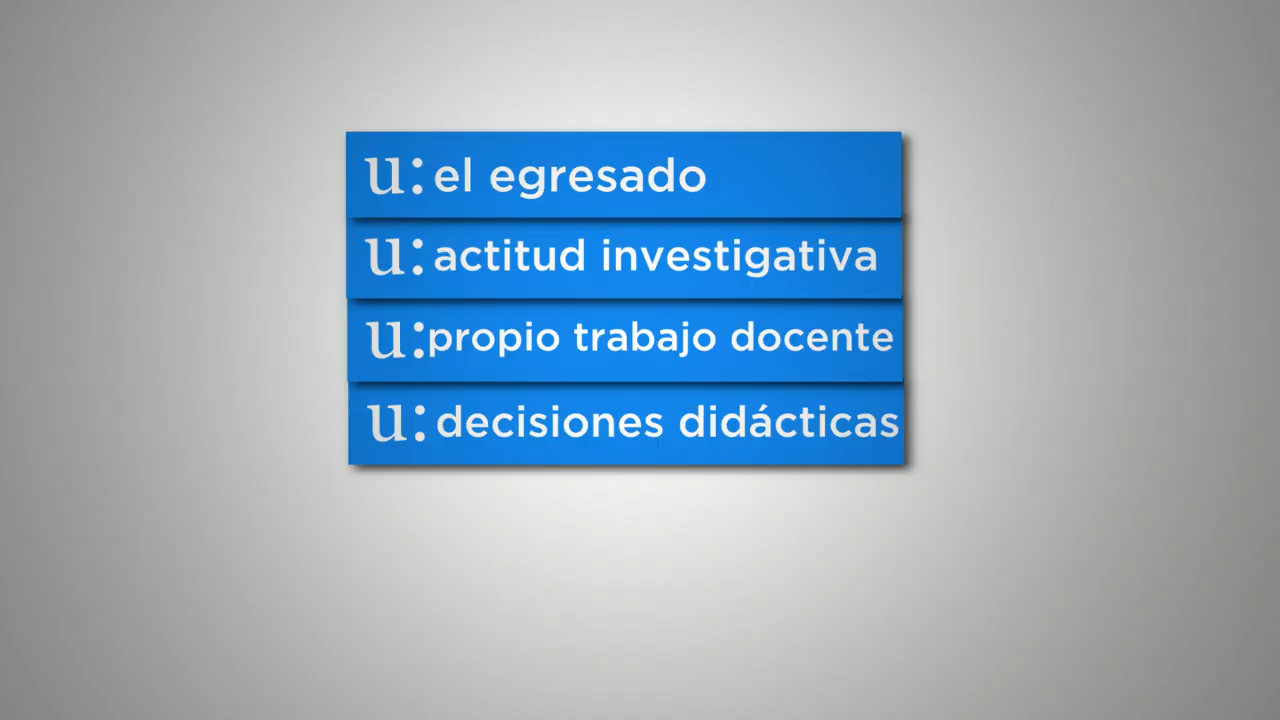 u: el egresado
u: actitud investigativa
u: propio trabajo docente
u: decisiones didácticas